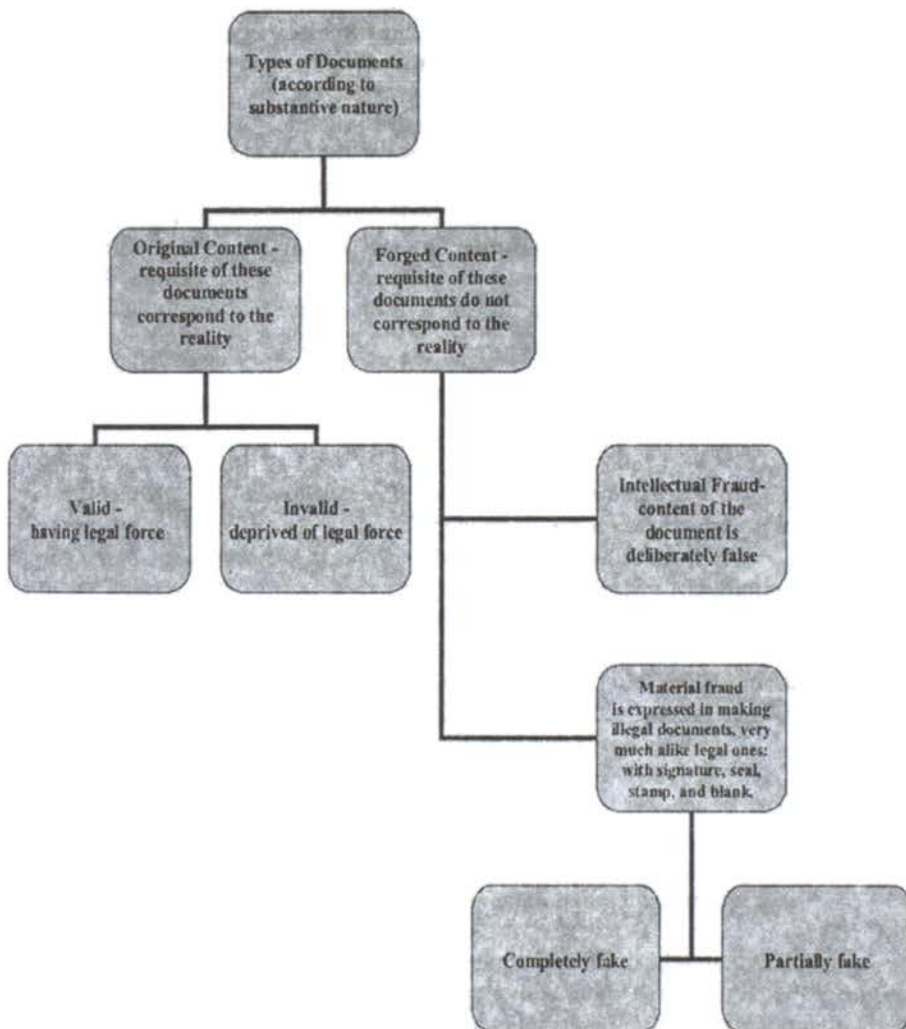 Types of Documents
(according to
substantive nature)
Original Content -
requisite of these
documents
correspond to the
reality
Forged Content -
requisite of these
documents do not
correspond to the
reality
Valid -
having legal force
Invalid -
deprived of legal force
Intellectual Fraud-
content of the
document is
deliberately false
Material fraud
is expressed in making
illegal documents, very
much alike legal ones:
with signature, seal,
stamp, and blank.
Completely fake
Partially fake